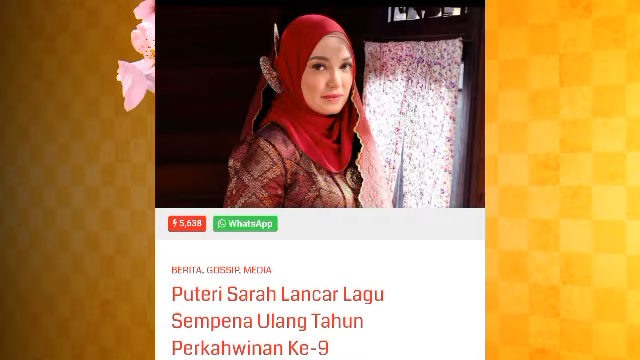 5,638 WhatsApp
BERITA, GOSSIP, MEDIA
Puteri Sarah Lancar Lagu
Sempena Ulang Tahun
Perkahwinan Ke-9